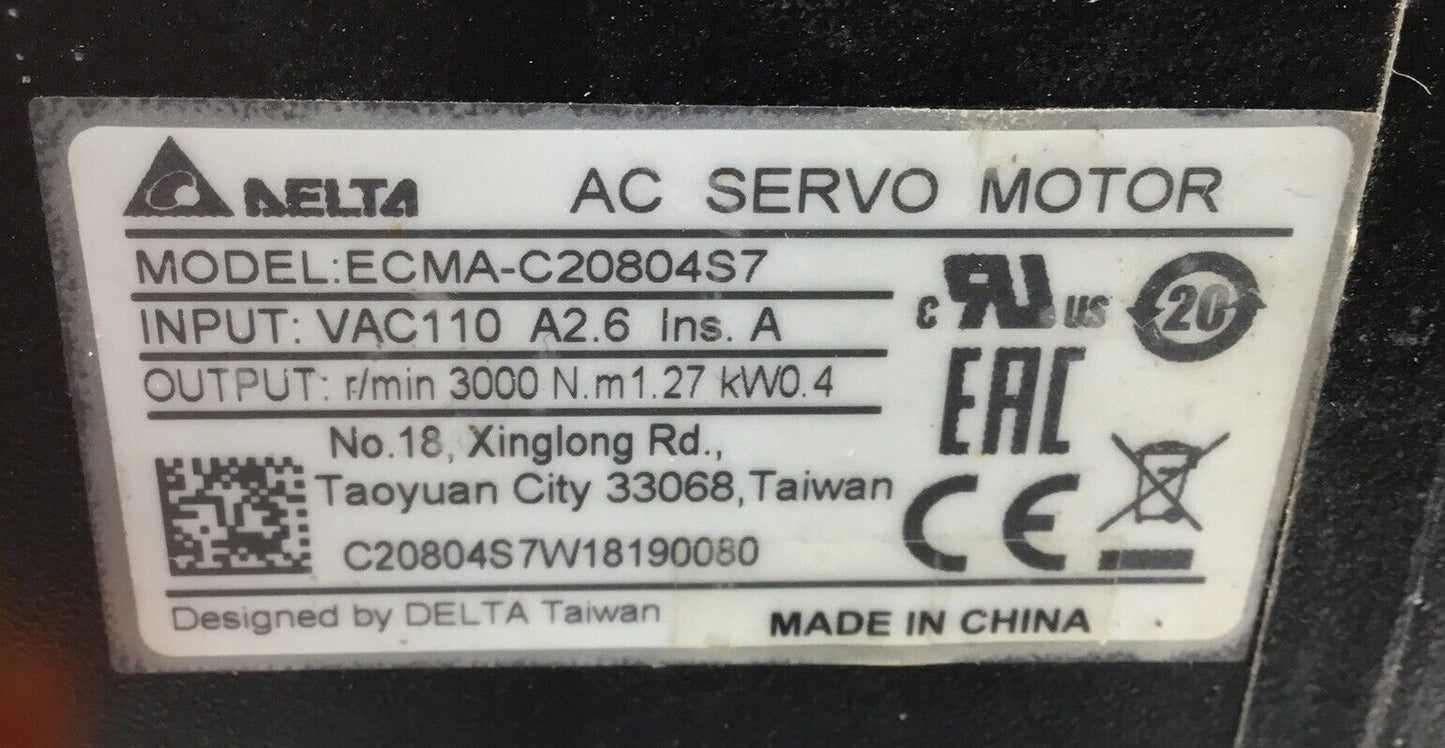 DELTA AC SERVO MOTOR
MODEL:ECMA-C20804S7
INPUT: VAC110 A2.6 Ins. A
OUTPUT: r/min 3000 N.m1.27 kW0.4
c RU US
20
EAC
No.18, Xinglong Rd.,
Taoyuan City 33068, Taiwan
CE
C20804S7W18190080
Designed by DELTA Taiwan
MADE IN CHINA